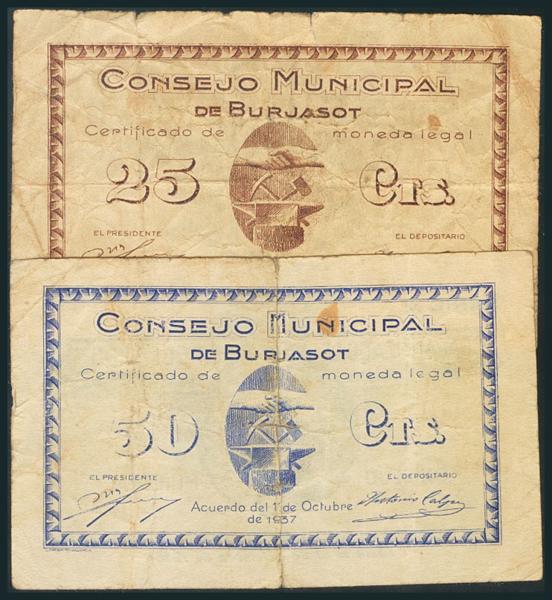 CONSEJO MUNICIPAL
DE BURJASOT
Certificado de moneda legal
25 CTS.
EL PRESIDENTE EL DEPOSITARIO
CONSEJO MUNICIPAL
DE BURJASOT
Certificado de moneda legal
50 CTS.
EL PRESIDENTE EL DEPOSITARIO
Acuerdo del 1º de Octubre
de 1937